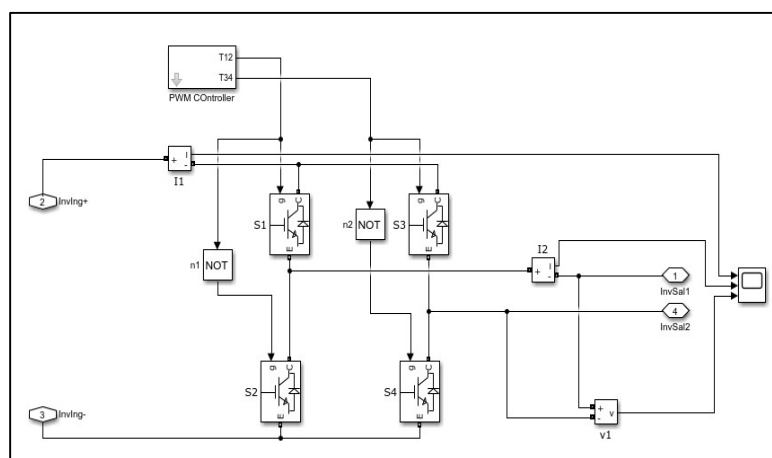 T12
T34
PWM COntroller
+
i
-
I1
2
InvIng+
g
C
S1
E
n2
NOT
g
C
S3
E
n1
NOT
I2
+
i
-
1
InvSal1
4
InvSal2
g
C
S2
E
g
C
S4
E
+
-
v
v1
3
InvIng-